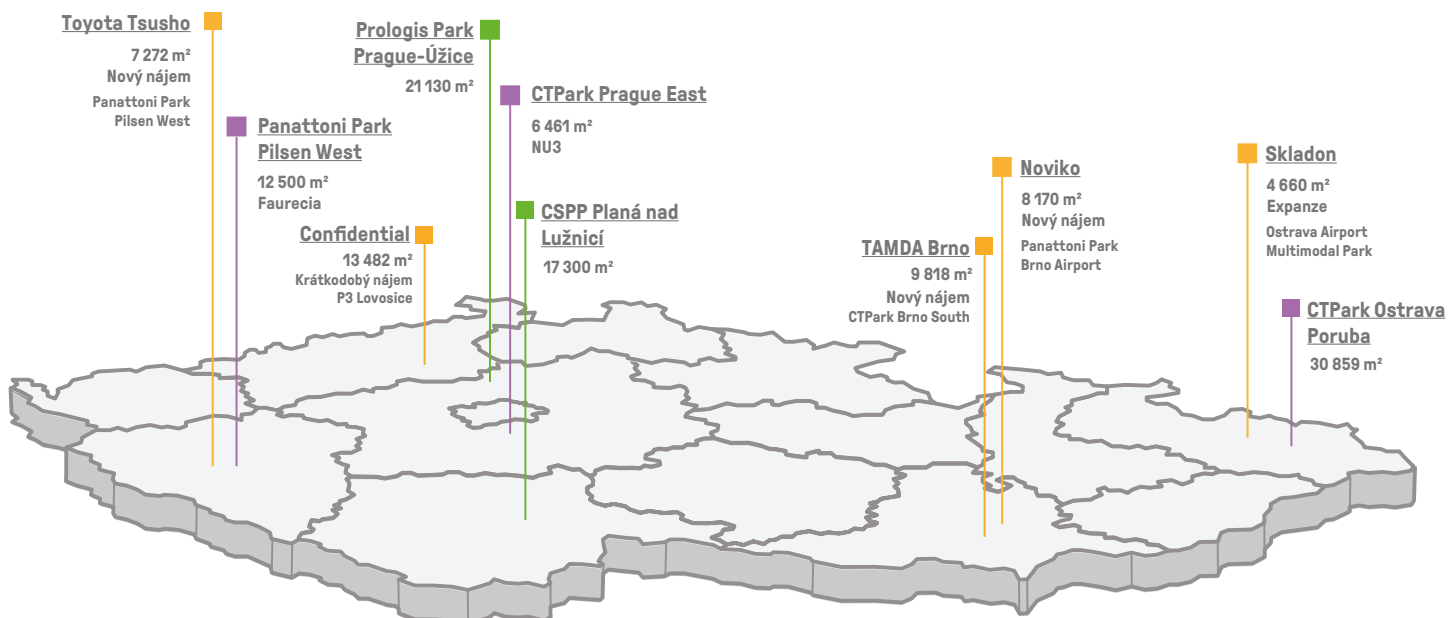 Toyota Tsusho
7 272 m²
Nový nájem
Panattoni Park
Pilsen West
Panattoni Park
Pilsen West
12 500 m²
Faurecia
Confidential
13 482 m²
Krátkodobý nájem
P3 Lovosice
Prologis Park
Prague-Úžice
21 130 m²
CTPark Prague East
6 461 m²
NU3
CSPP Planá nad
Lužnicí
17 300 m²
TAMDA Brno
9 818 m²
Nový nájem
CTPark Brno South
Noviko
8 170 m²
Nový nájem
Panattoni Park
Brno Airport
Skladon
4 660 m²
Expanze
Ostrava Airport
Multimodal Park
CTPark Ostrava
Poruba
30 859 m²